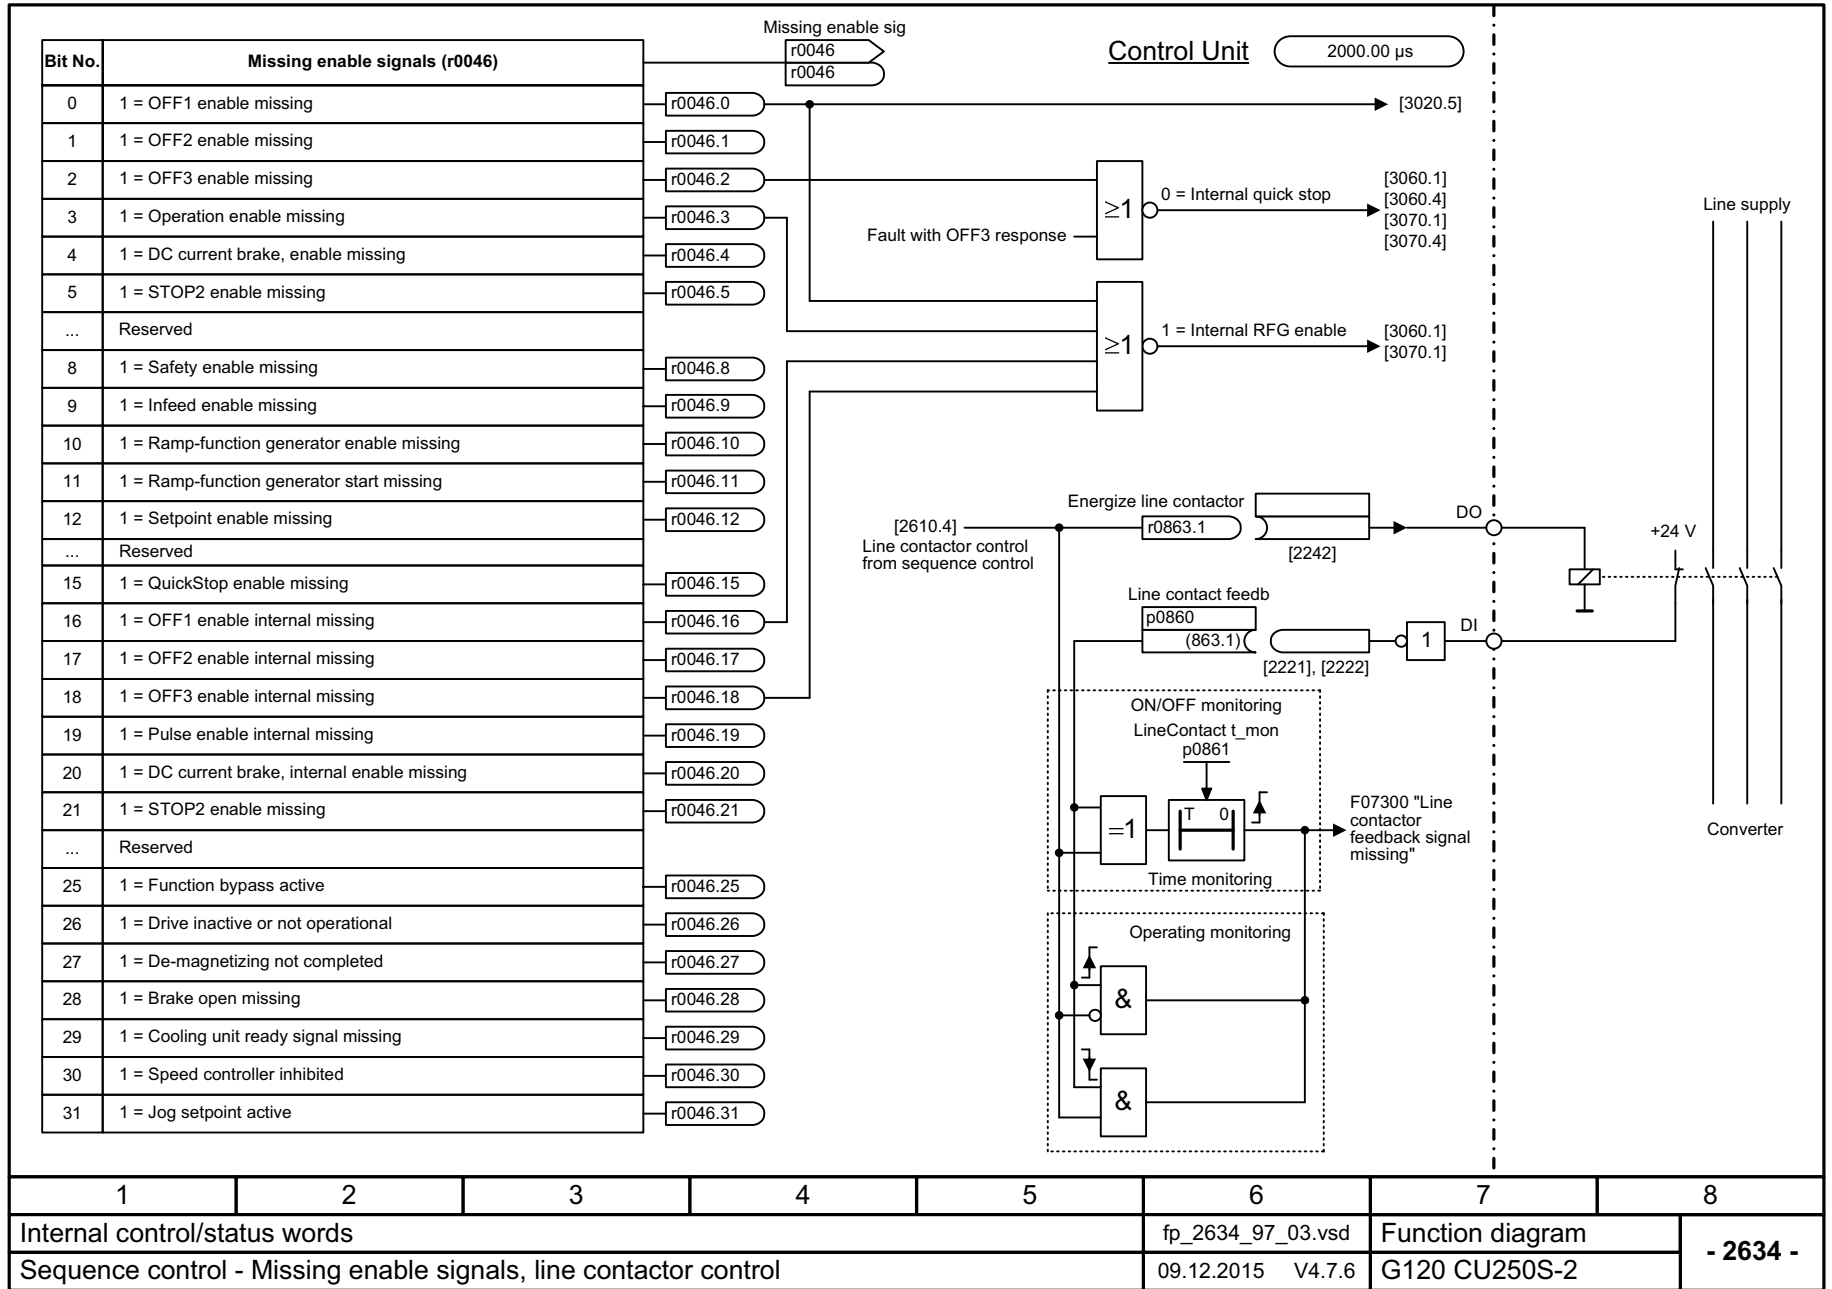 Missing enable sig
r0046
r0046
Control Unit
2000.00 µs
Bit No. Missing enable signals (r0046)
0 1 = OFF1 enable missing r0046.0 [3020.5]
1 1 = OFF2 enable missing r0046.1
2 1 = OFF3 enable missing r0046.2
3 1 = Operation enable missing r0046.3
4 1 = DC current brake, enable missing r0046.4
5 1 = STOP2 enable missing r0046.5
... Reserved
8 1 = Safety enable missing r0046.8
9 1 = Infeed enable missing r0046.9
10 1 = Ramp-function generator enable missing r0046.10
11 1 = Ramp-function generator start missing r0046.11
12 1 = Setpoint enable missing r0046.12
... Reserved
15 1 = QuickStop enable missing r0046.15
16 1 = OFF1 enable internal missing r0046.16
17 1 = OFF2 enable internal missing r0046.17
18 1 = OFF3 enable internal missing r0046.18
19 1 = Pulse enable internal missing r0046.19
20 1 = DC current brake, internal enable missing r0046.20
21 1 = STOP2 enable missing r0046.21
... Reserved
25 1 = Function bypass active r0046.25
26 1 = Drive inactive or not operational r0046.26
27 1 = De-magnetizing not completed r0046.27
28 1 = Brake open missing r0046.28
29 1 = Cooling unit ready signal missing r0046.29
30 1 = Speed controller inhibited r0046.30
31 1 = Jog setpoint active r0046.31
Fault with OFF3 response
≥1
0 = Internal quick stop
[3060.1]
[3060.4]
[3070.1]
[3070.4]
≥1
1 = Internal RFG enable
[3060.1]
[3070.1]
Line supply
[2610.4]
Line contactor control
from sequence control
Energize line contactor
r0863.1
[2242]
DO
+24 V
Line contact feedb
p0860
(863.1)
[2221], [2222]
1
DI
ON/OFF monitoring
LineContact t_mon
p0861
=1
T 0
Time monitoring
F07300 "Line
contactor
feedback signal
missing"
Converter
Operating monitoring
&
&
1 2 3 4 5 6 7 8
Internal control/status words fp_2634_97_03.vsd Function diagram
- 2634 -
Sequence control - Missing enable signals, line contactor control 09.12.2015 V4.7.6 G120 CU250S-2